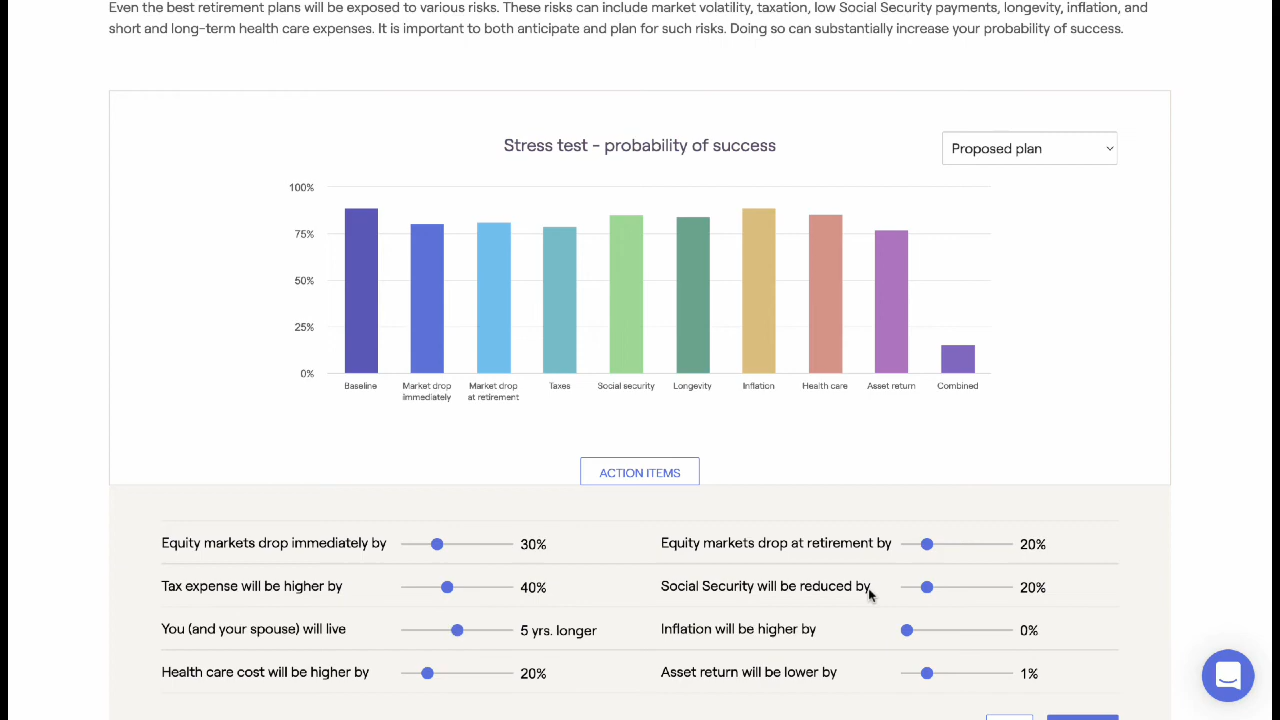 Even the best retirement plans will be exposed to various risks. These risks can include market volatility, taxation, low Social Security payments, longevity, inflation, and
short and long-term health care expenses. It is important to both anticipate and plan for such risks. Doing so can substantially increase your probability of success.
Stress test - probability of success
Proposed plan
100%
75%
50%
25%
0%
Baseline
Market drop
immediately
Market drop
at retirement
Taxes
Social security
Longevity
Inflation
Health care
Asset return
Combined
ACTION ITEMS
Equity markets drop immediately by 30%
Equity markets drop at retirement by 20%
Tax expense will be higher by 40%
Social Security will be reduced by 20%
You (and your spouse) will live 5 yrs. longer
Inflation will be higher by 0%
Health care cost will be higher by 20%
Asset return will be lower by 1%